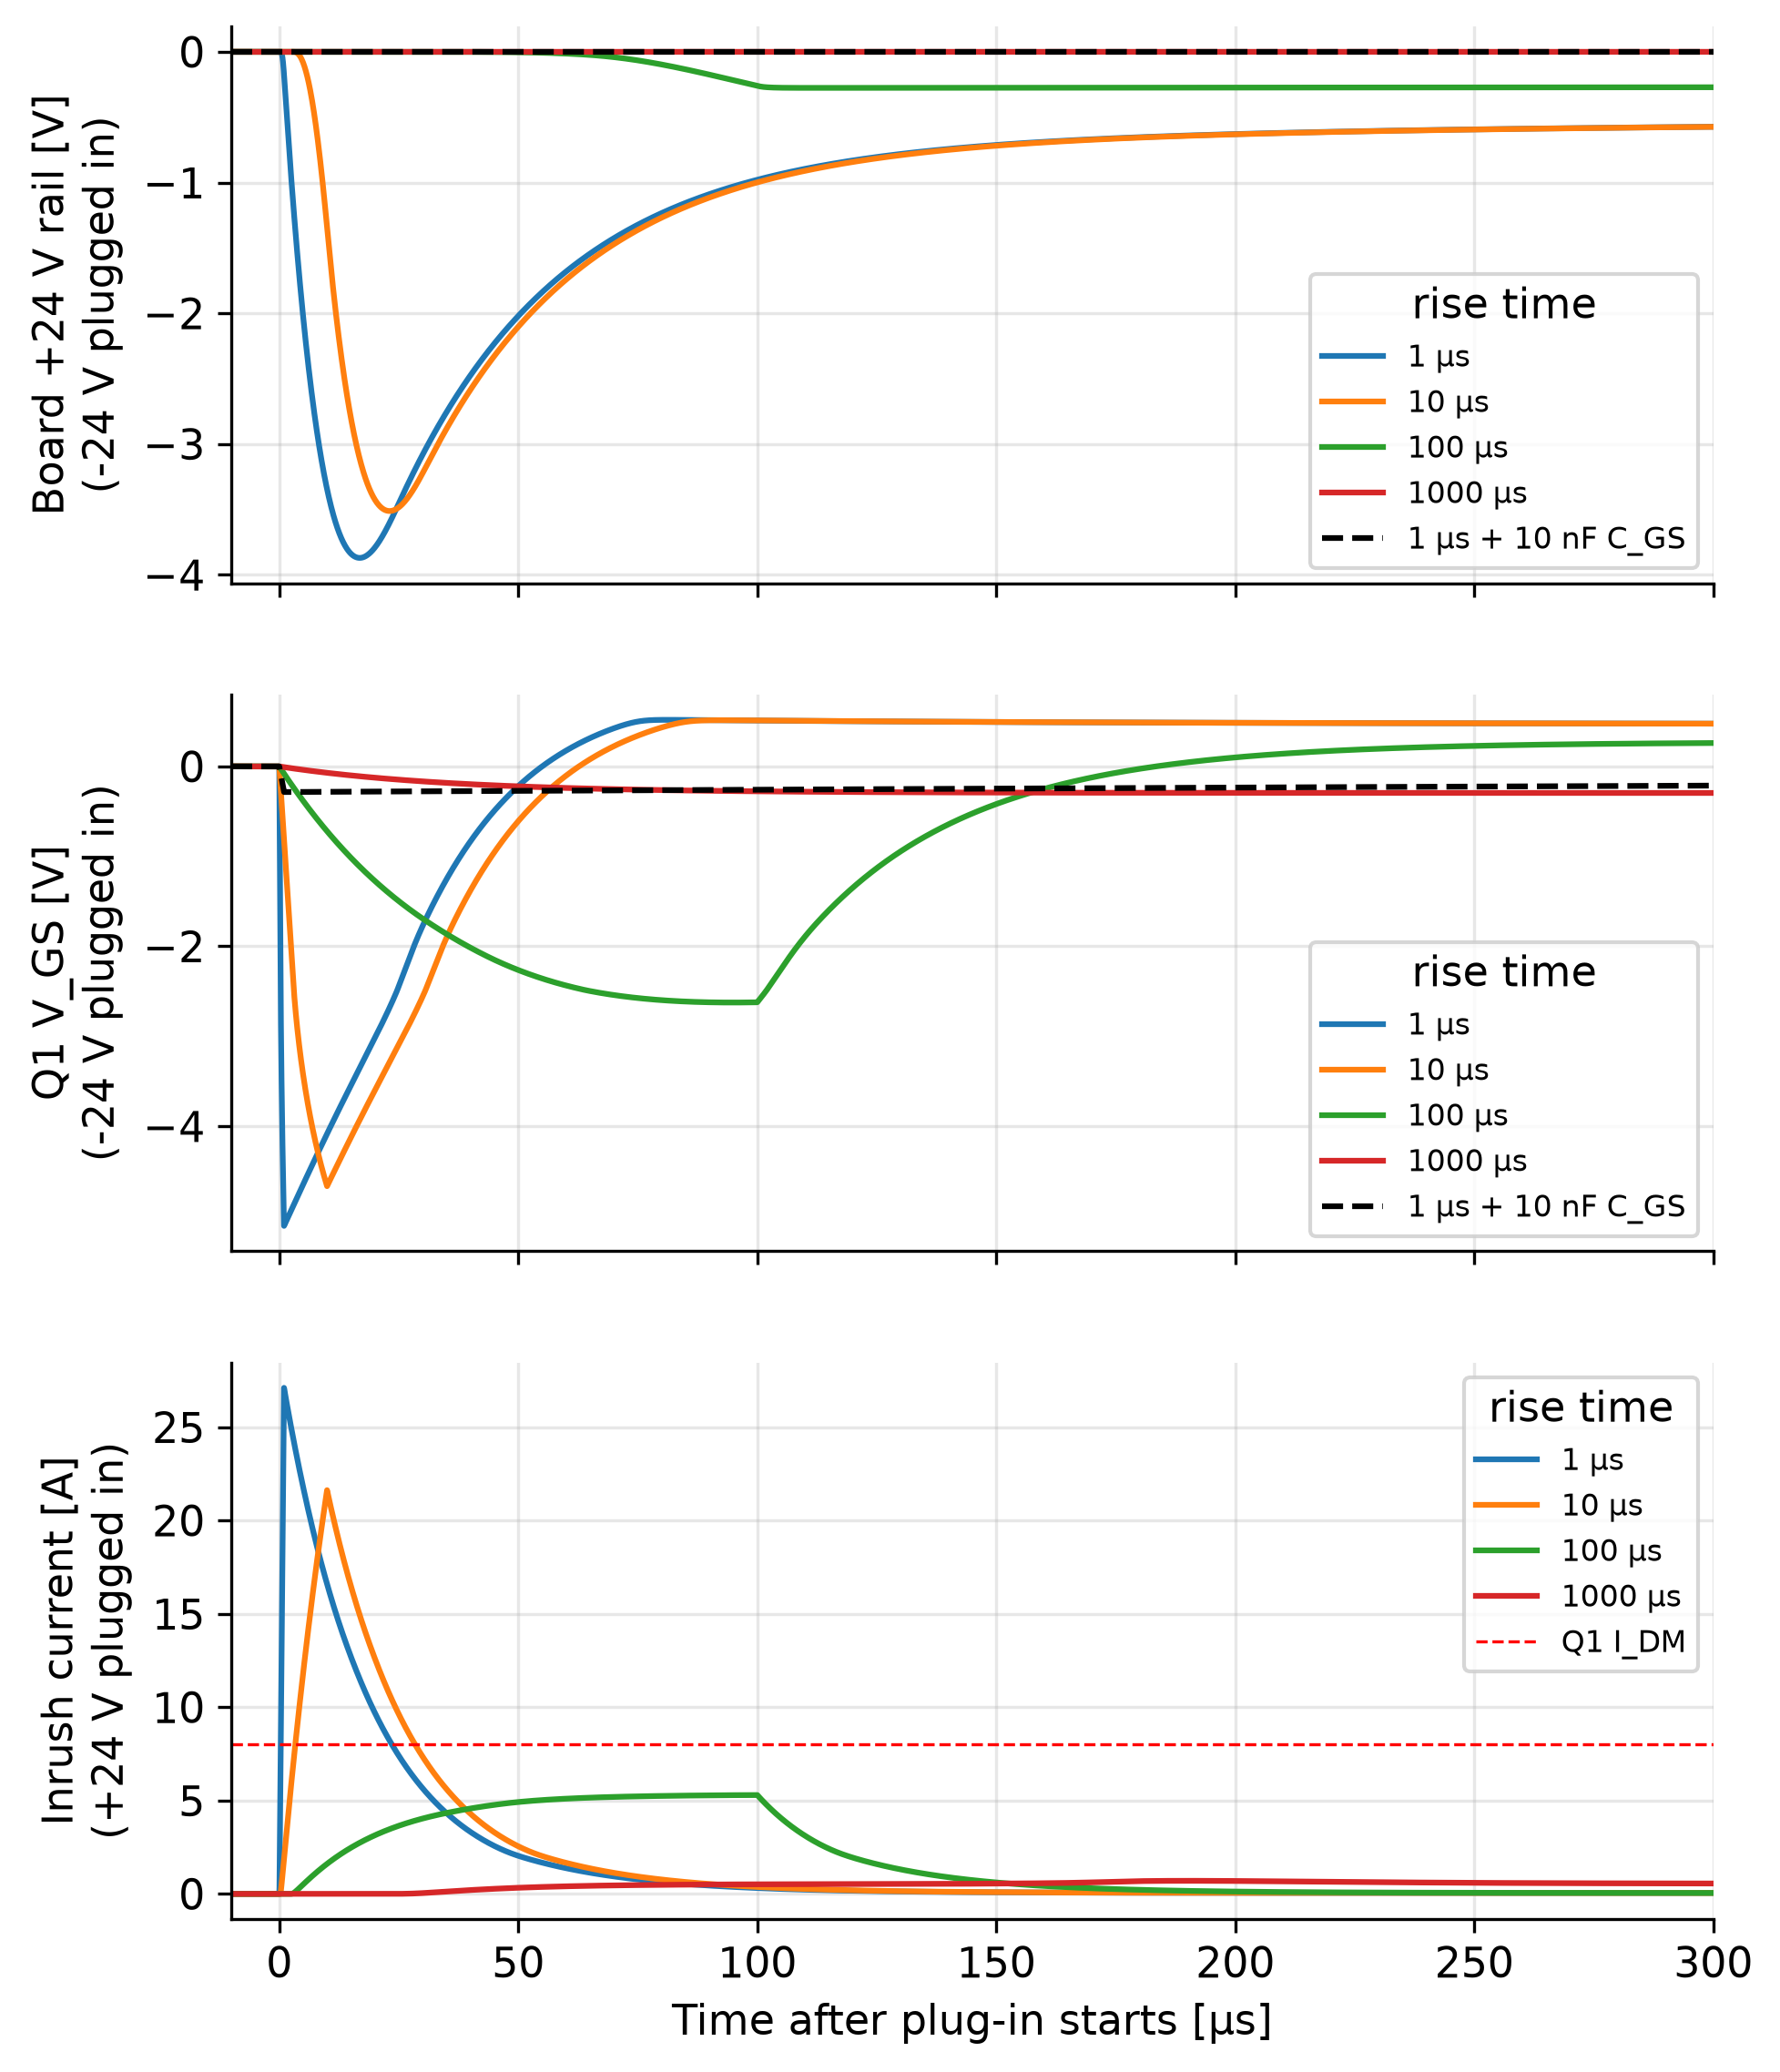 Board +24 V rail [V]
(-24 V plugged in)
0
−1
−2
−3
−4
rise time
1 µs
10 µs
100 µs
1000 µs
1 µs + 10 nF C_GS
Q1 V_GS [V]
(-24 V plugged in)
0
−2
−4
rise time
1 µs
10 µs
100 µs
1000 µs
1 µs + 10 nF C_GS
Inrush current [A]
(+24 V plugged in)
25
20
15
10
5
0
rise time
1 µs
10 µs
100 µs
1000 µs
Q1 I_DM
0 50 100 150 200 250 300
Time after plug-in starts [µs]